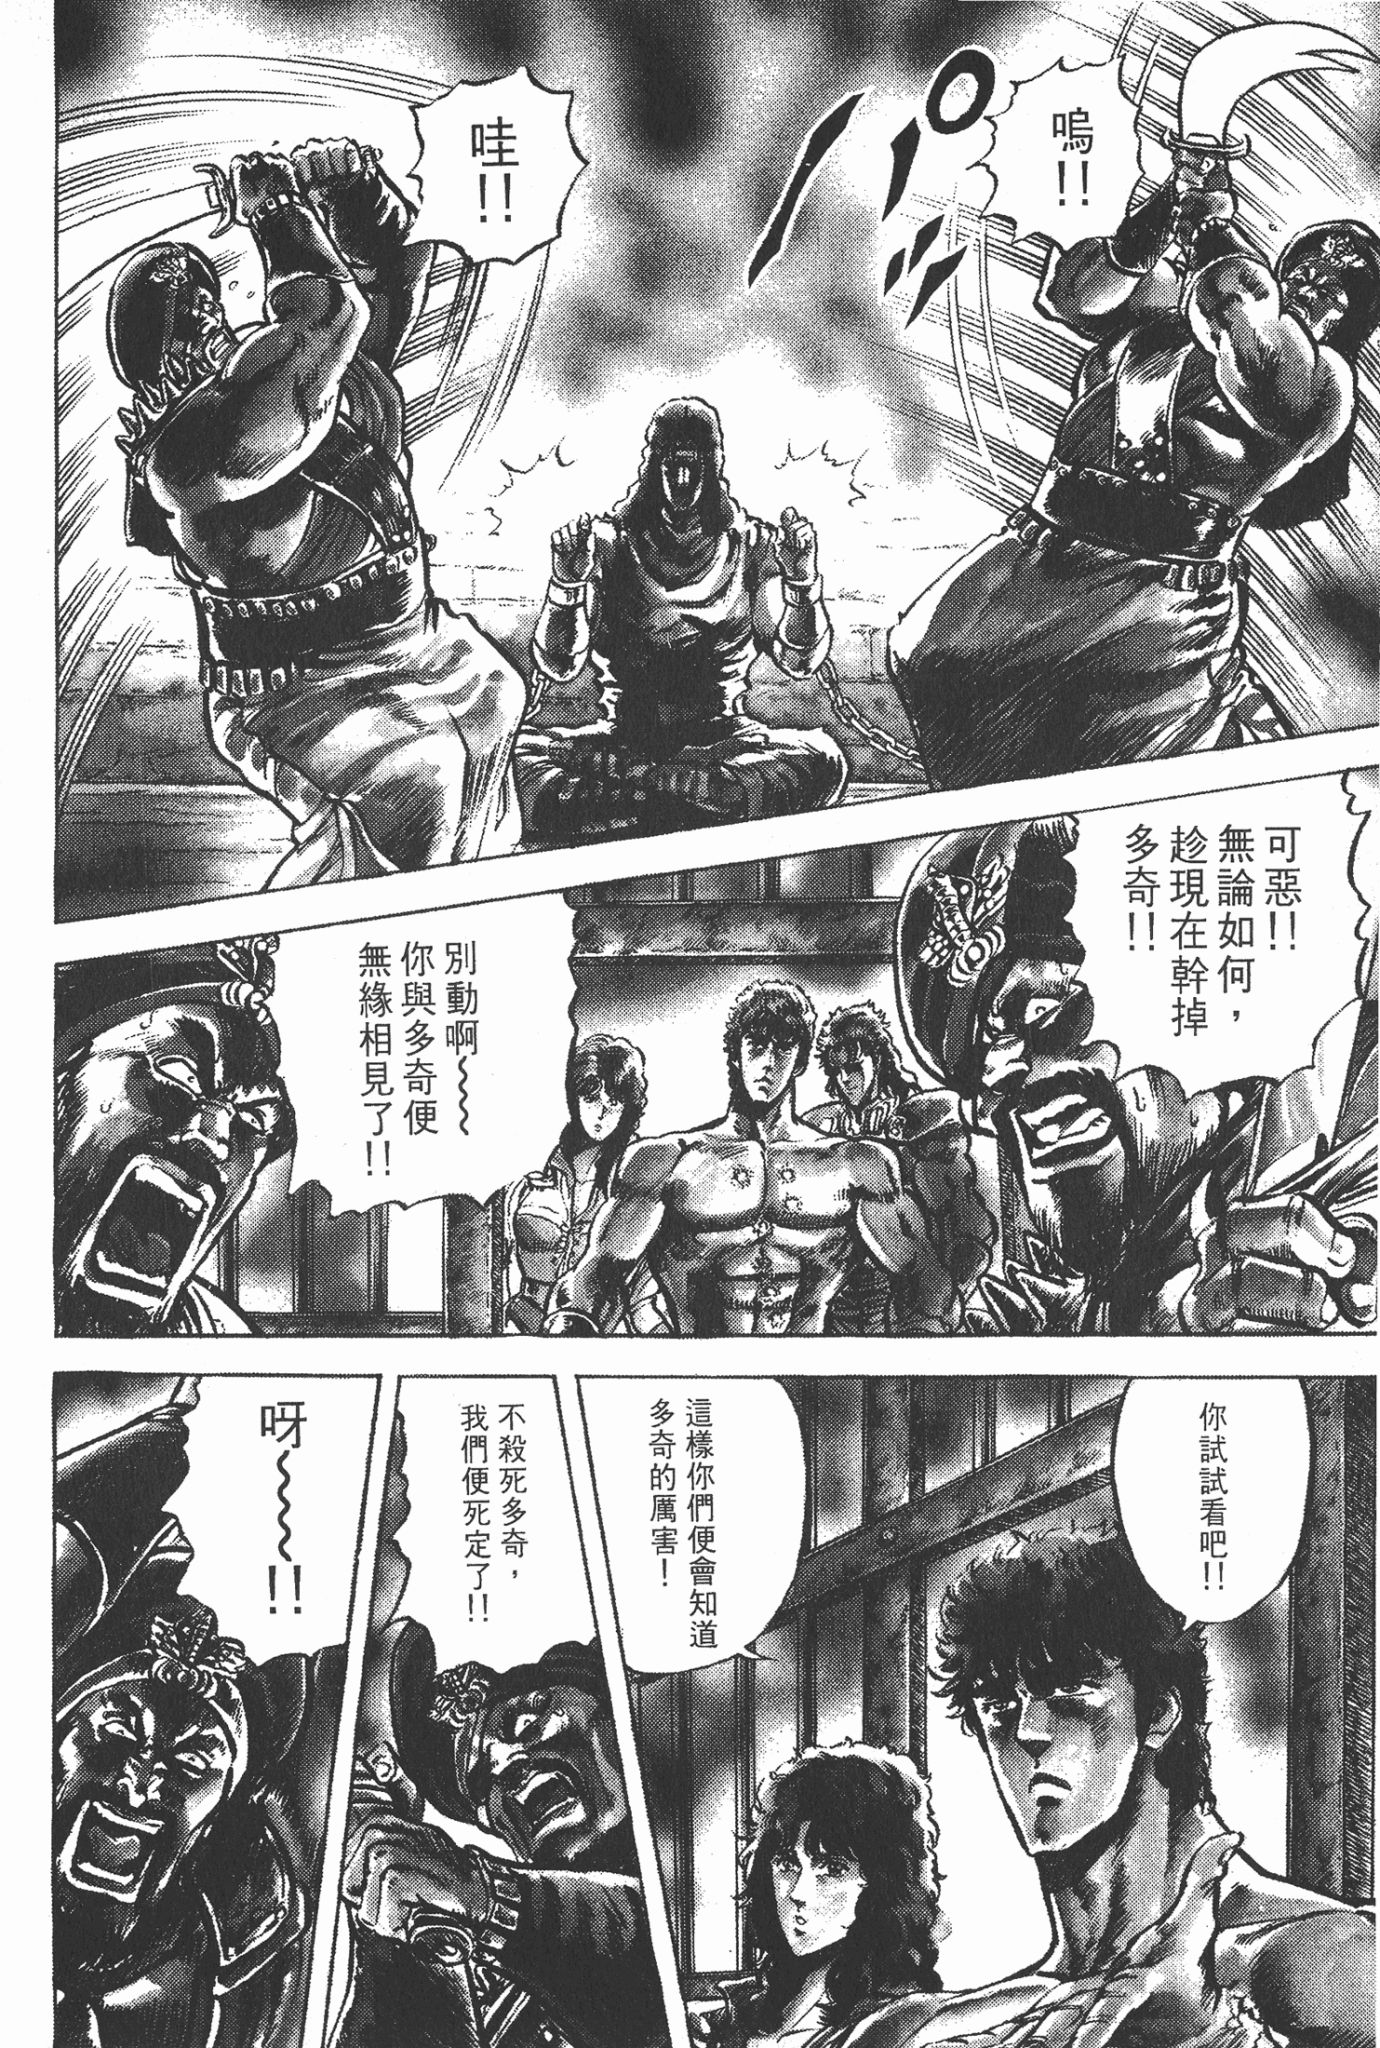 嗚!!
哇!!
可惡!!
無論如何，
趁現在幹掉
多奇!!
別動啊~~~
你與多奇便
無緣相見了!!
你試試看吧!!
這樣你們便會知道
多奇的厲害！
不殺死多奇，
我們便死定了!!
呀~~~!!